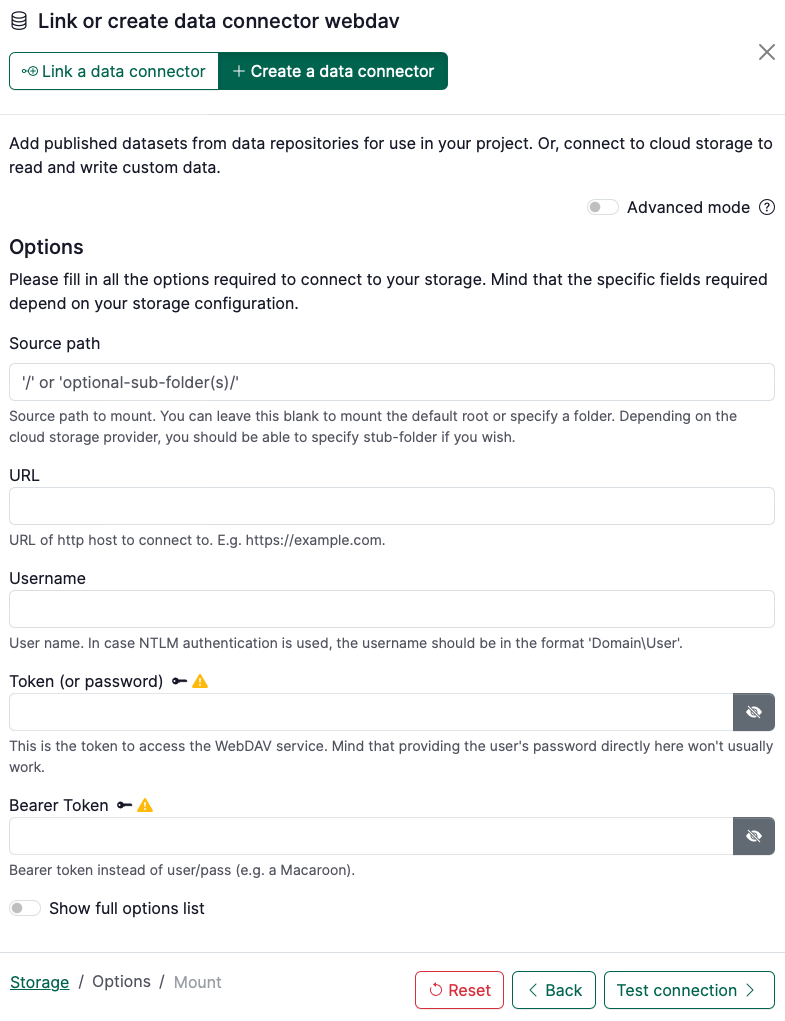 Link or create data connector webdav
Link a data connector
Create a data connector
Add published datasets from data repositories for use in your project. Or, connect to cloud storage to
read and write custom data.
Advanced mode
Options
Please fill in all the options required to connect to your storage. Mind that the specific fields required
depend on your storage configuration.
Source path
'/' or 'optional-sub-folder(s)/'
Source path to mount. You can leave this blank to mount the default root or specify a folder. Depending on the
cloud storage provider, you should be able to specify stub-folder if you wish.
URL
URL of http host to connect to. E.g. https://example.com.
Username
User name. In case NTLM authentication is used, the username should be in the format 'Domain\User'.
Token (or password)
This is the token to access the WebDAV service. Mind that providing the user's password directly here won't usually
work.
Bearer Token
Bearer token instead of user/pass (e.g. a Macaroon).
Show full options list
Storage / Options / Mount
Reset
Back
Test connection